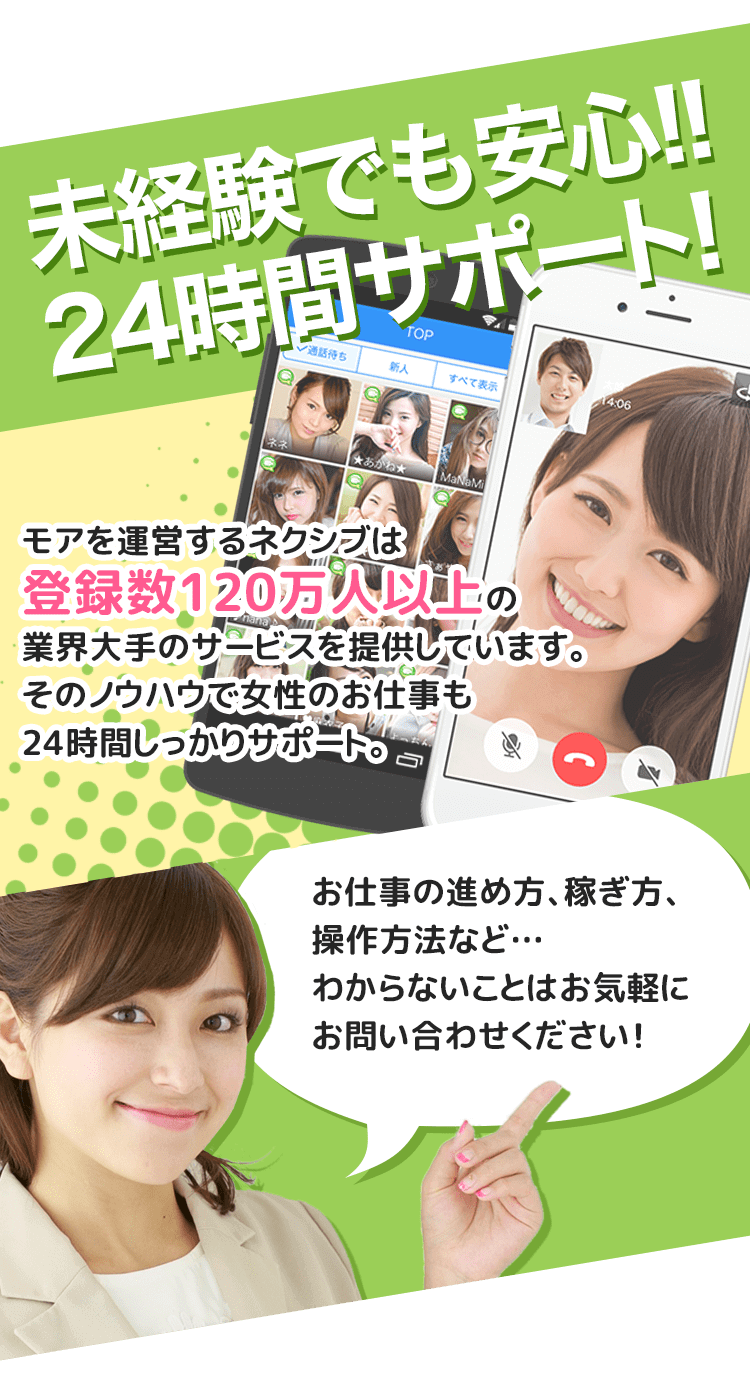 未経験でも安心!!
24時間サポート!
TOP
✓通話待ち
新人
すべて表示
14:06
ネネ
★あかね★
MaNaMi
モアを運営するネクシブは
登録数120万人以上の
業界大手のサービスを提供しています。
そのノウハウで女性のお仕事も
24時間しっかりサポート。
お仕事の進め方、稼ぎ方、
操作方法など…
わからないことはお気軽に
お問い合わせください!